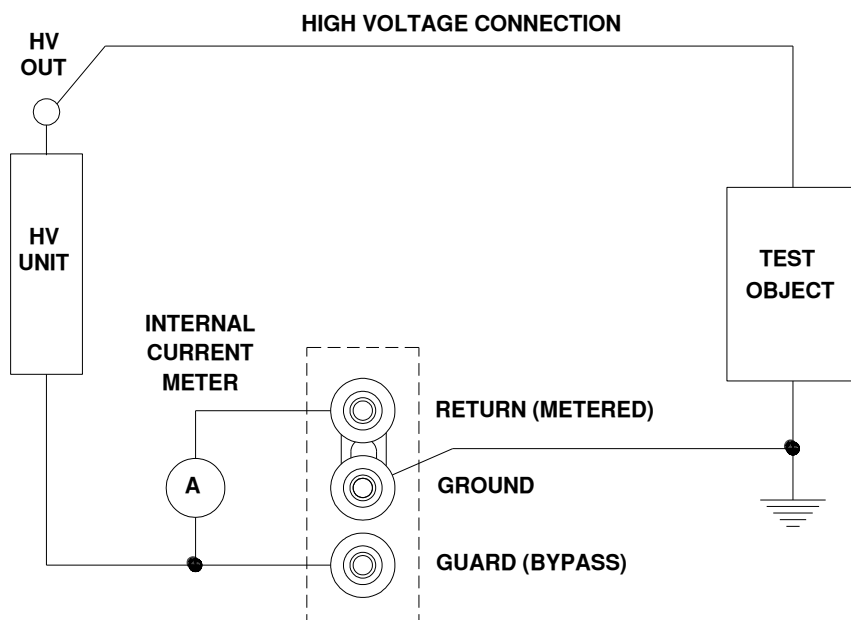 HIGH VOLTAGE CONNECTION
HV
OUT
HV
UNIT
TEST
OBJECT
INTERNAL
CURRENT
METER
RETURN (METERED)
A
GROUND
GUARD (BYPASS)